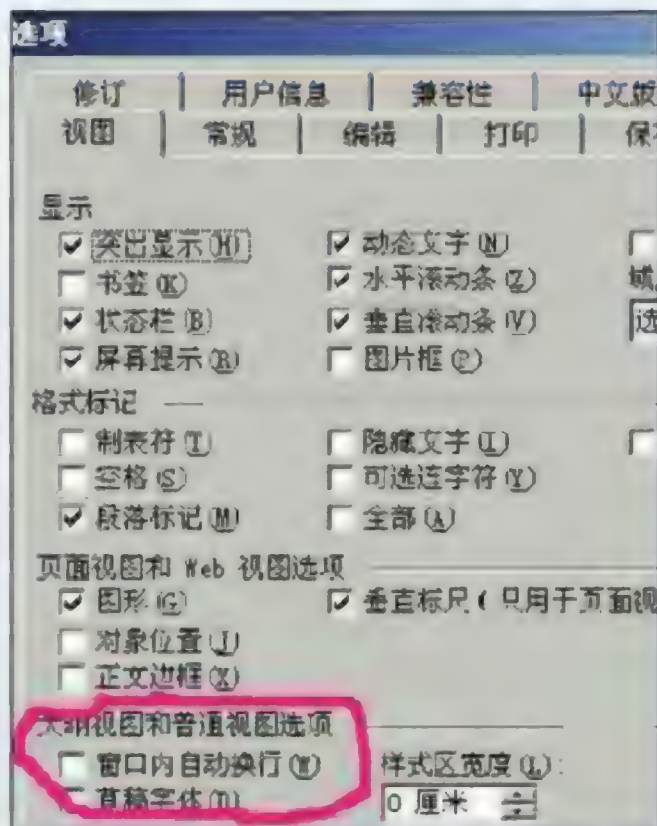 选项
修订 用户信息 兼容性 中文版
视图 常规 编辑 打印 保存
显示
突出显示(H) 动态文字(N)
书签(K) 水平滚动条(Z) 域
状态栏(B) 垂直滚动条(V) 选
屏幕提示(R) 图片框(P)
格式标记
制表符(T) 隐藏文字(I)
空格(S) 可选连字符(Y)
段落标记(M) 全部(A)
页面视图和 Web 视图选项
图形(G) 垂直标尺(只用于页面视
对象位置(J)
正文边框(X)
大纲视图和普通视图选项
窗口内自动换行(W) 样式区宽度(L):
草稿字体(D) 0 厘米